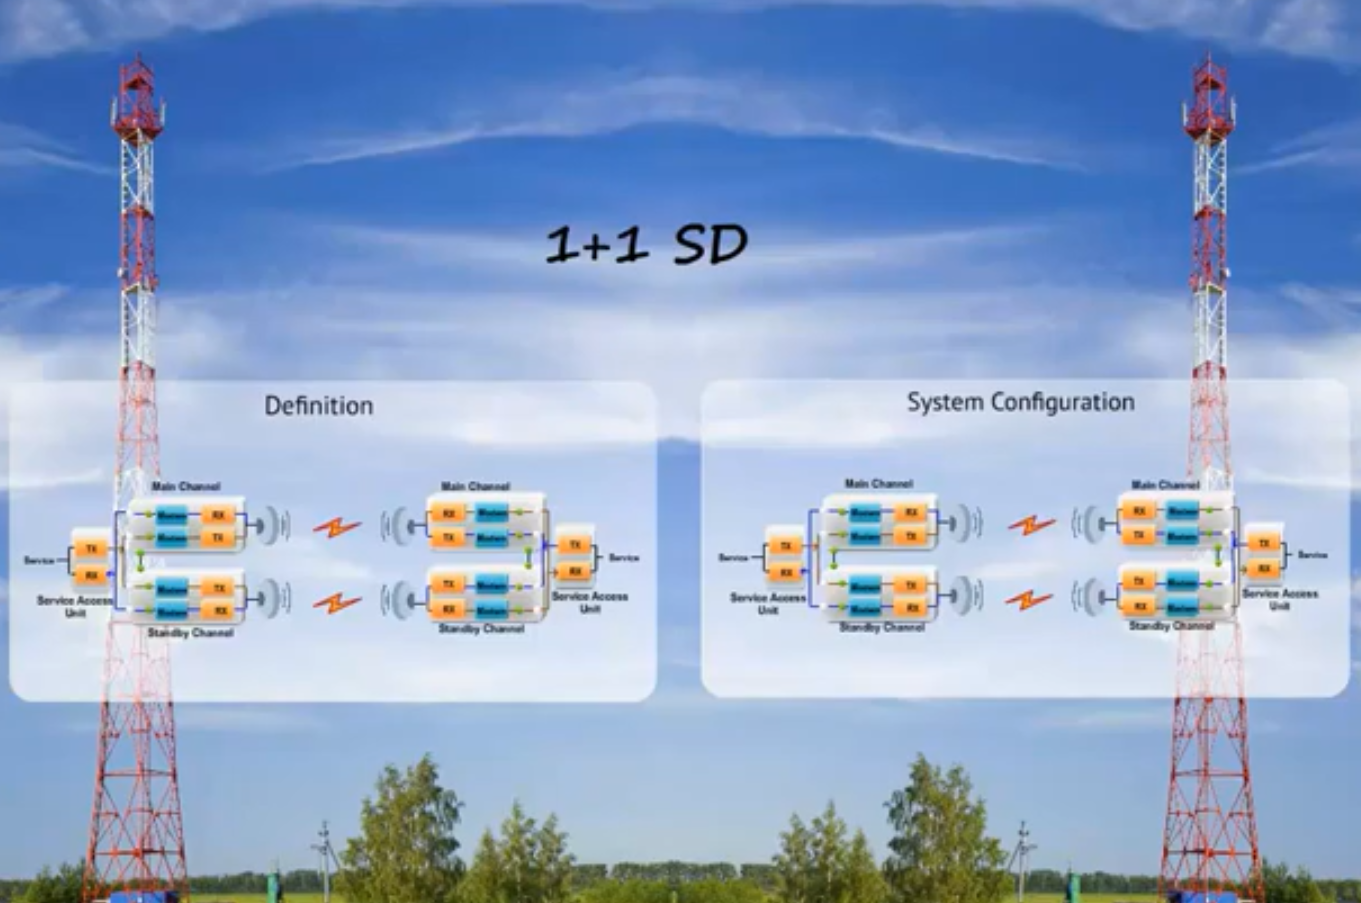 1+1 SD
Definition
Main Channel
Modem RX
Modem TX
TX
Service
RX
Service Access
Unit
Modem TX
Modem RX
Standby Channel
Main Channel
RX Modem
TX Modem
TX
Service
RX
Service Access
Unit
TX Modem
RX Modem
Standby Channel
System Configuration
Main Channel
Modem RX
Modem TX
TX
Service
RX
Service Access
Unit
Modem TX
Modem RX
Standby Channel
Main Channel
RX Modem
TX Modem
TX
Service
RX
Service Access
Unit
TX Modem
RX Modem
Standby Channel